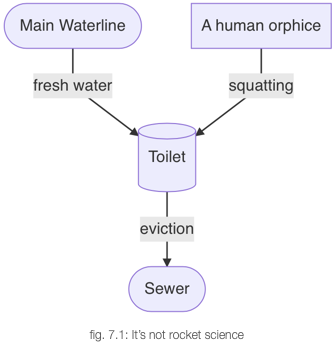 Main Waterline
A human orphice
fresh water
squatting
Toilet
eviction
Sewer
fig. 7.1: It's not rocket science